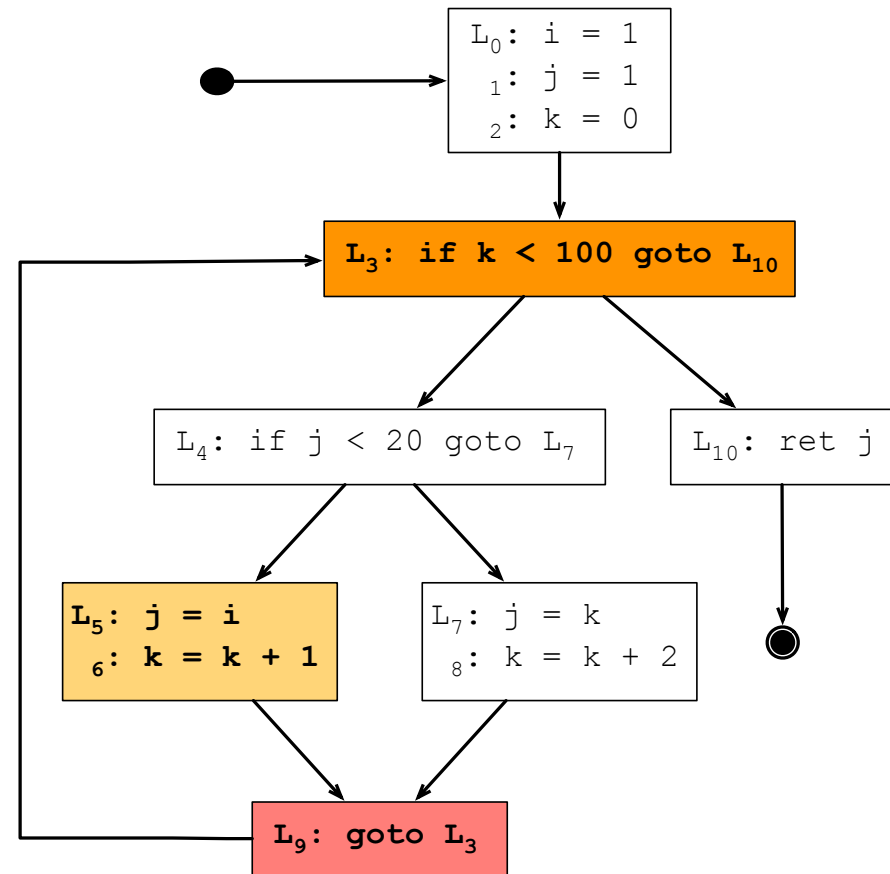 L0: i = 1
1: j = 1
2: k = 0
L3: if k < 100 goto L10
L4: if j < 20 goto L7
L10: ret j
L5: j = i
6: k = k + 1
L7: j = k
8: k = k + 2
L9: goto L3